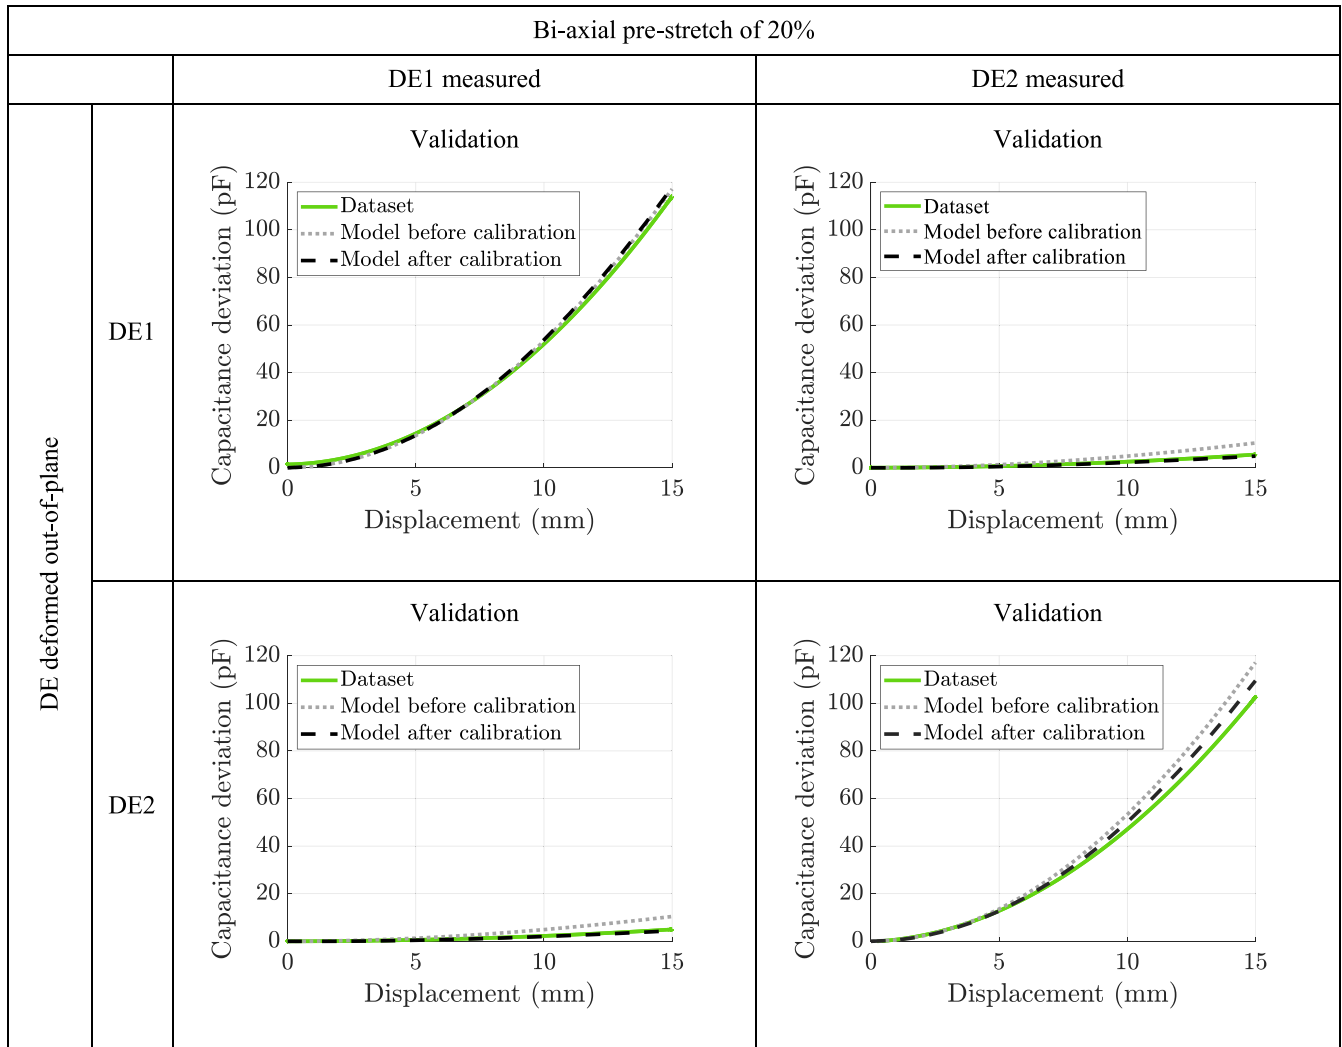 Bi-axial pre-stretch of 20%
DE1 measured
DE2 measured
DE deformed out-of-plane
DE1
Validation
Capacitance deviation (pF)
120
100
80
60
40
20
0
Dataset
Model before calibration
Model after calibration
0
5
10
15
Displacement (mm)
Validation
Capacitance deviation (pF)
120
100
80
60
40
20
0
Dataset
Model before calibration
Model after calibration
0
5
10
15
Displacement (mm)
DE2
Validation
Capacitance deviation (pF)
120
100
80
60
40
20
0
Dataset
Model before calibration
Model after calibration
0
5
10
15
Displacement (mm)
Validation
Capacitance deviation (pF)
120
100
80
60
40
20
0
Dataset
Model before calibration
Model after calibration
0
5
10
15
Displacement (mm)